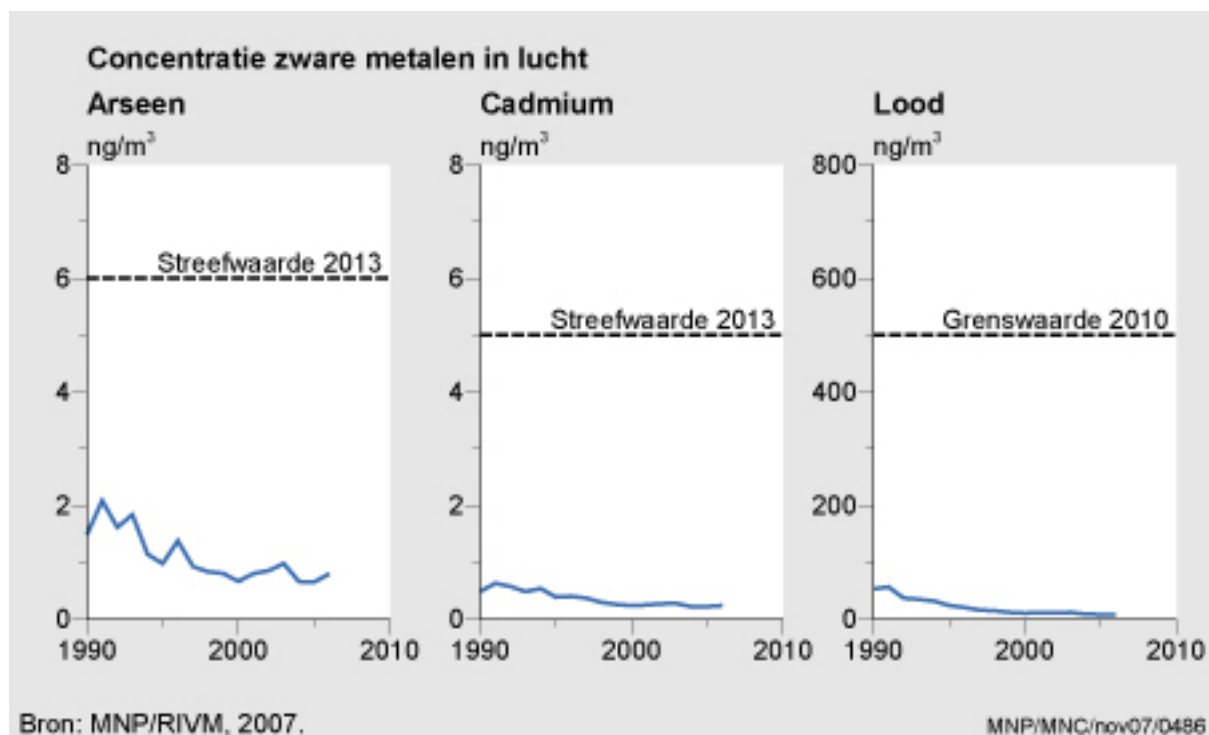 Concentratie zware metalen in lucht
Arseen
ng/m³
8
6
4
2
0
Streefwaarde 2013
1990
2000
2010
Cadmium
ng/m³
8
6
4
2
0
Streefwaarde 2013
1990
2000
2010
Lood
ng/m³
800
600
400
200
0
Grenswaarde 2010
1990
2000
2010
Bron: MNP/RIVM, 2007.
MNP/MNC/nov07/0486